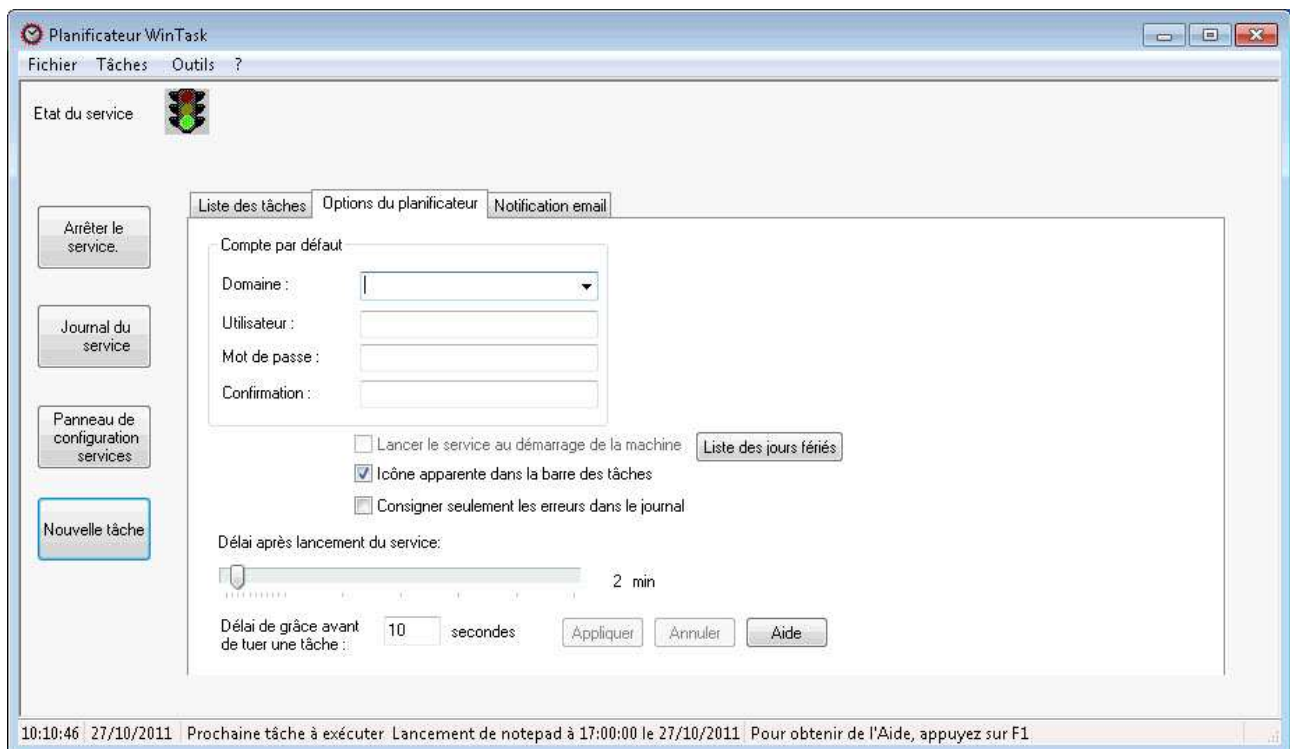 Planificateur WinTask
Fichier Tâches Outils ?
Etat du service
Liste des tâches Options du planificateur Notification email
Arrêter le
service.
Journal du
service
Panneau de
configuration
services
Nouvelle tâche
Compte par défaut
Domaine :
Utilisateur :
Mot de passe :
Confirmation :
Lancer le service au démarrage de la machine Liste des jours fériés
Icône apparente dans la barre des tâches
Consigner seulement les erreurs dans le journal
Délai après lancement du service:
2 min
Délai de grâce avant
de tuer une tâche :
10 secondes Appliquer Annuler Aide
10:10:46 27/10/2011 Prochaine tâche à exécuter Lancement de notepad à 17:00:00 le 27/10/2011 Pour obtenir de l'Aide, appuyez sur F1